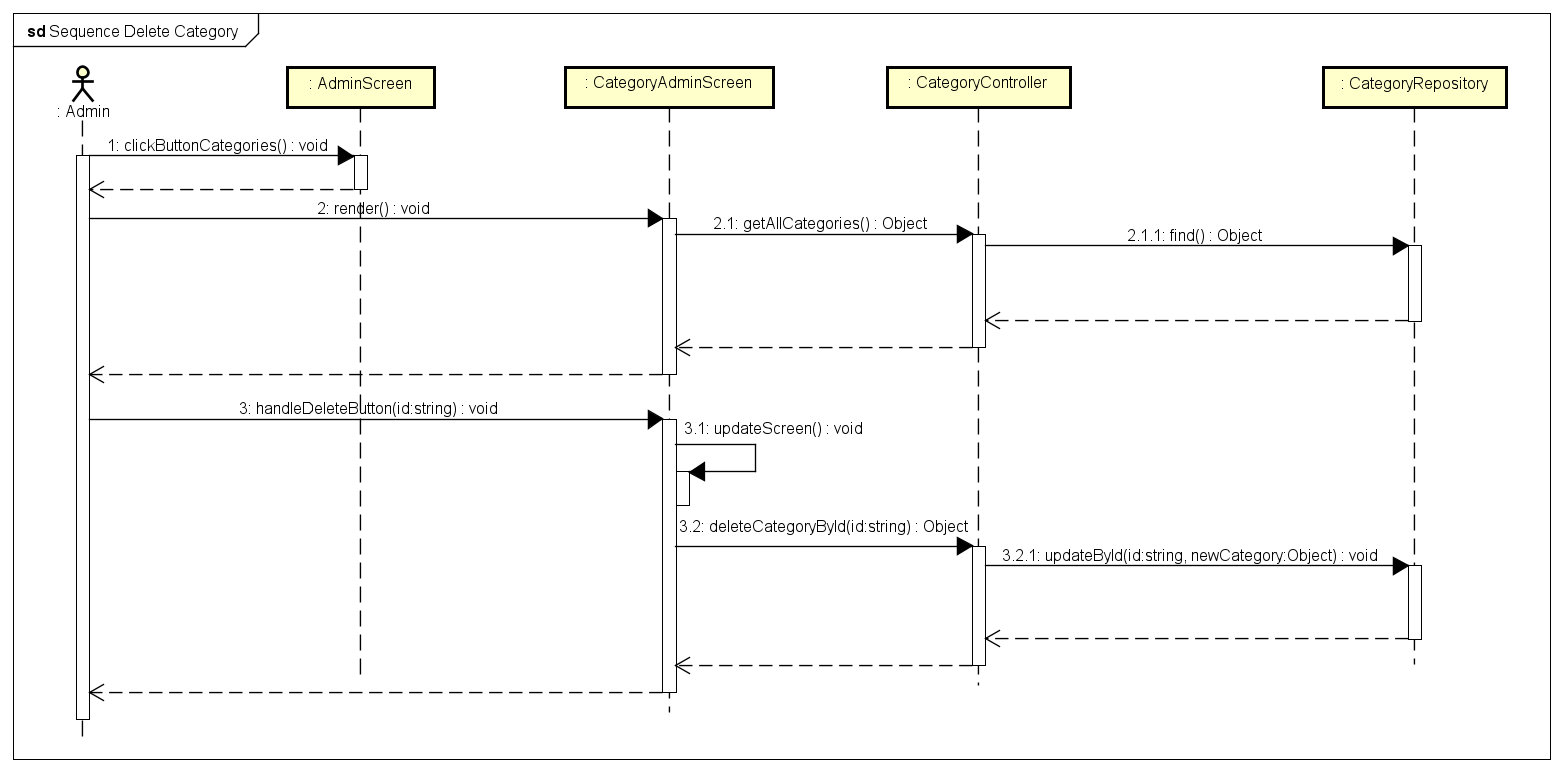 sd Sequence Delete Category
: Admin
: AdminScreen
: CategoryAdminScreen
: CategoryController
: CategoryRepository
1: clickButtonCategories() : void
2: render() : void
2.1: getAllCategories() : Object
2.1.1: find() : Object
3: handleDeleteButton(id:string) : void
3.1: updateScreen() : void
3.2: deleteCategoryById(id:string) : Object
3.2.1: updateById(id:string, newCategory:Object) : void